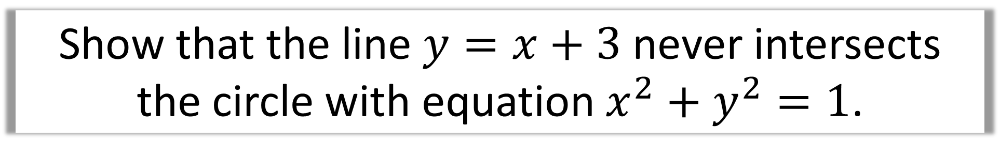 Show that the line 𝑦 = 𝑥 + 3 never intersects
the circle with equation 𝑥² + 𝑦² = 1.